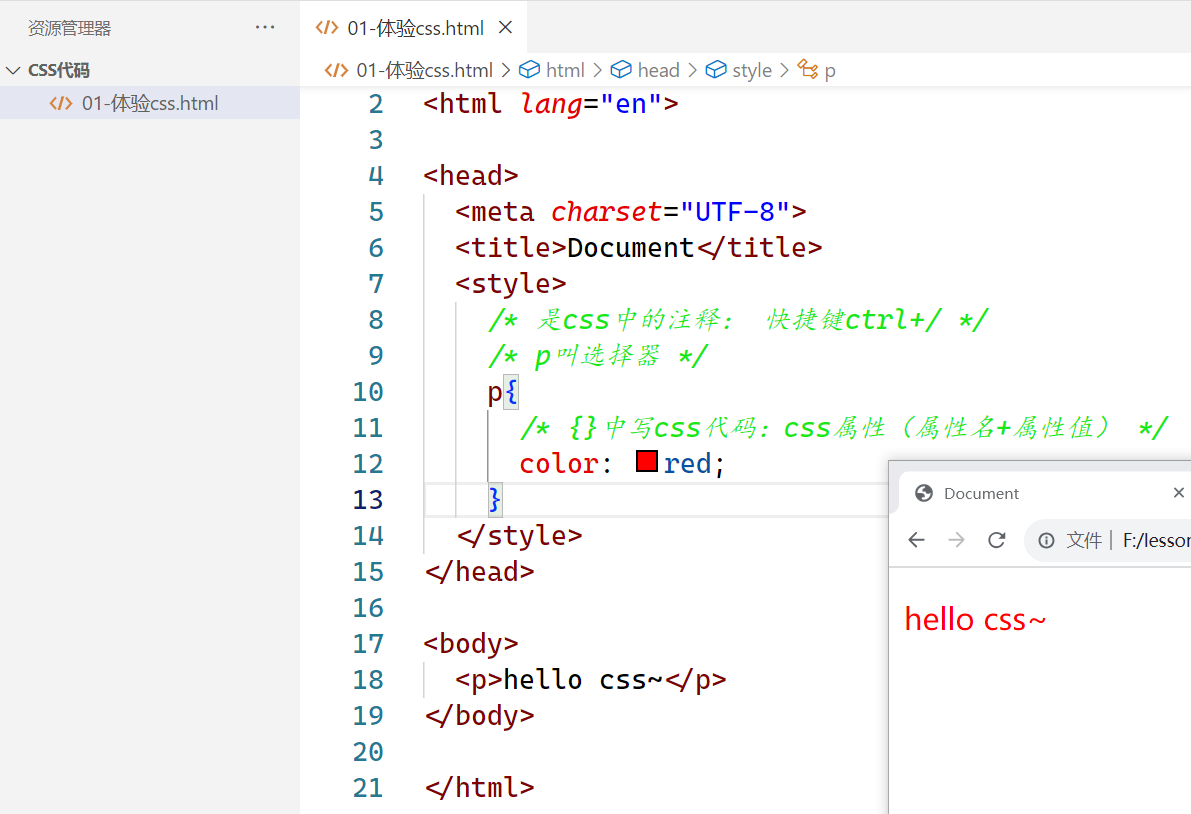 资源管理器 ···
CSS代码
01-体验css.html
01-体验css.html
01-体验css.html > html > head > style > p
2 <html lang="en">
3
4 <head>
5 <meta charset="UTF-8">
6 <title>Document</title>
7 <style>
8 /* 是css中的注释： 快捷键ctrl+/ */
9 /* p叫选择器 */
10 p{
11 /* {}中写css代码：css属性（属性名+属性值） */
12 color: red;
13 }
14 </style>
15 </head>
16
17 <body>
18 <p>hello css~</p>
19 </body>
20
21 </html>
Document
文件 | F:/lesson
hello css~